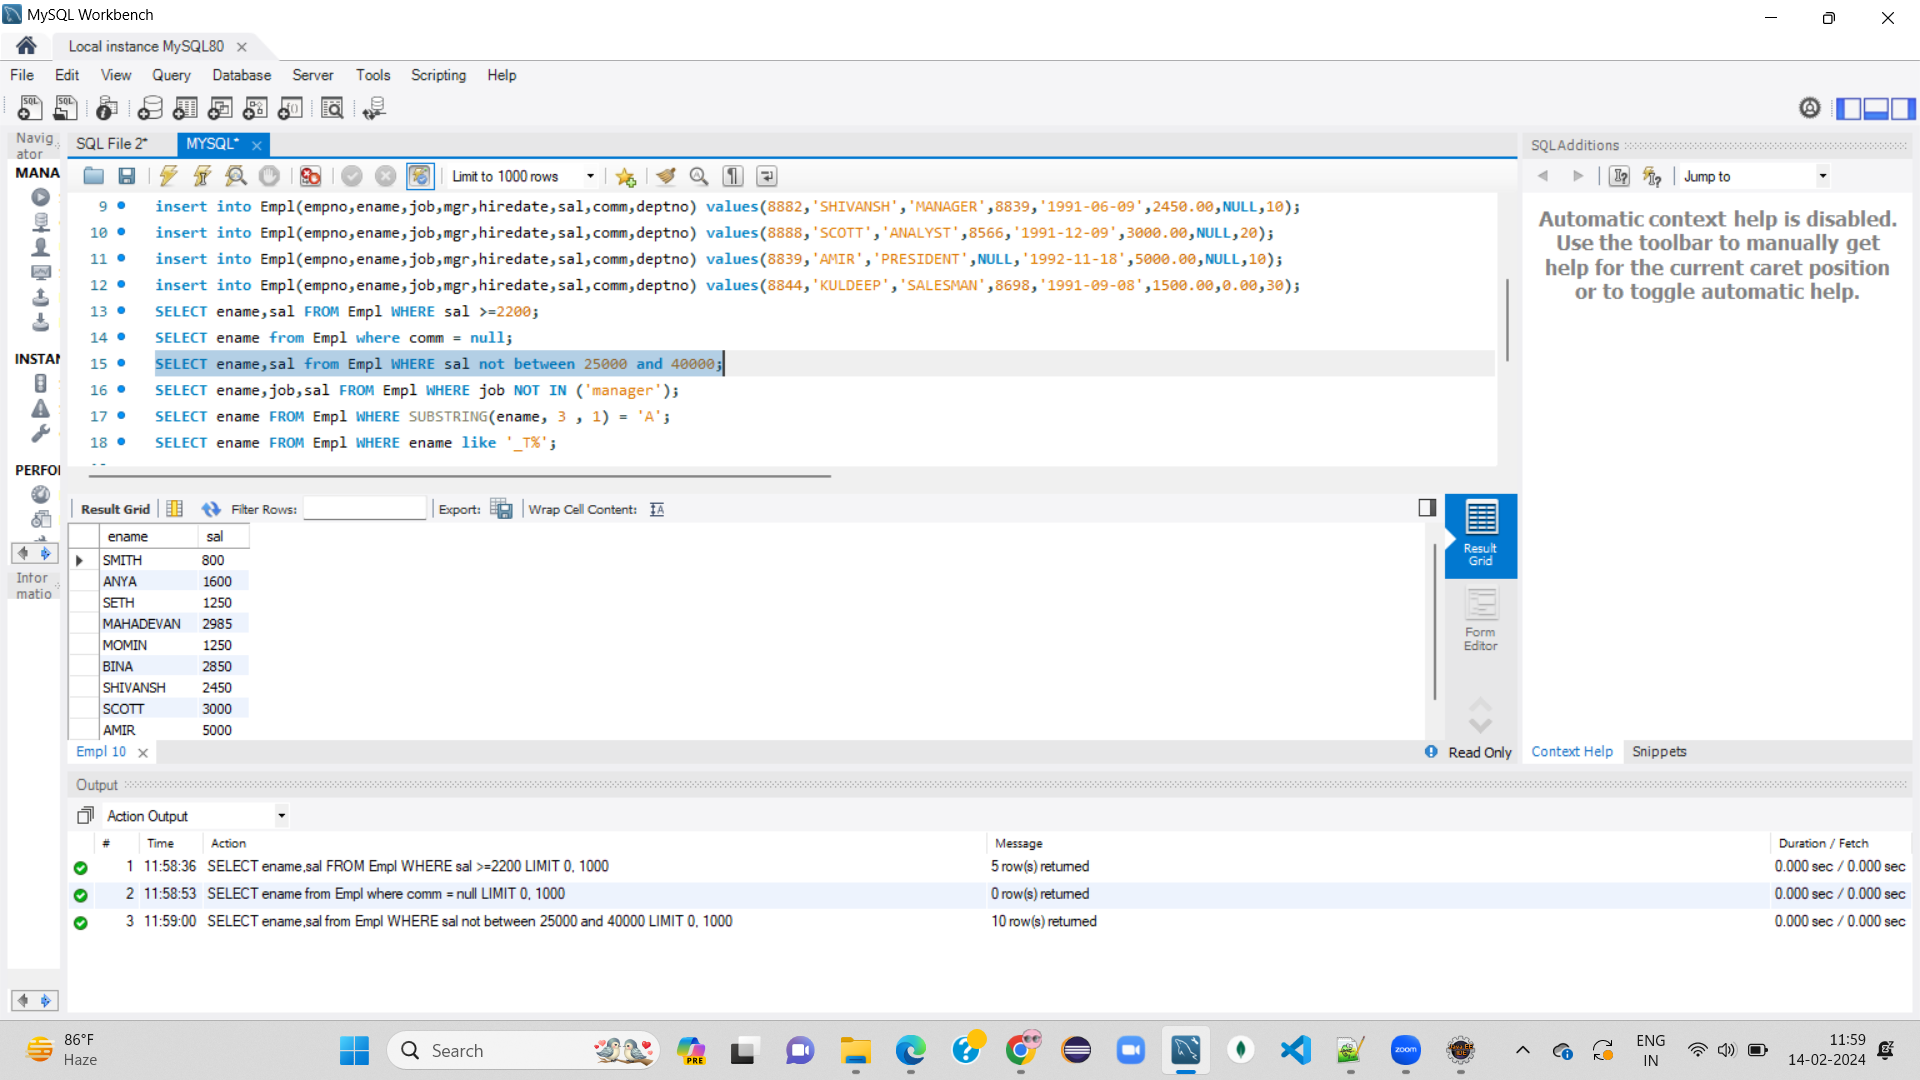 MySQL Workbench
Local instance MySQL80
File Edit View Query Database Server Tools Scripting Help
Navig
ator
MANA
INSTAN
PERFO
Infor
matio
SQL File 2*
MYSQL*
Limit to 1000 rows
9 insert into Empl(empno,ename,job,mgr,hiredate,sal,comm,deptno) values(8882,'SHIVANSH','MANAGER',8839,'1991-06-09',2450.00,NULL,10);
10 insert into Empl(empno,ename,job,mgr,hiredate,sal,comm,deptno) values(8888,'SCOTT','ANALYST',8566,'1991-12-09',3000.00,NULL,20);
11 insert into Empl(empno,ename,job,mgr,hiredate,sal,comm,deptno) values(8839,'AMIR','PRESIDENT',NULL,'1992-11-18',5000.00,NULL,10);
12 insert into Empl(empno,ename,job,mgr,hiredate,sal,comm,deptno) values(8844,'KULDEEP','SALESMAN',8698,'1991-09-08',1500.00,0.00,30);
13 SELECT ename,sal FROM Empl WHERE sal >=2200;
14 SELECT ename from Empl where comm = null;
15 SELECT ename,sal from Empl WHERE sal not between 25000 and 40000;
16 SELECT ename,job,sal FROM Empl WHERE job NOT IN ('manager');
17 SELECT ename FROM Empl WHERE SUBSTRING(ename, 3 , 1) = 'A';
18 SELECT ename FROM Empl WHERE ename like '_T%';
Result Grid Filter Rows: Export: Wrap Cell Content:
ename sal
SMITH 800
ANYA 1600
SETH 1250
MAHADEVAN 2985
MOMIN 1250
BINA 2850
SHIVANSH 2450
SCOTT 3000
AMIR 5000
Result
Grid
Form
Editor
Empl 10
Read Only
SQLAdditions
Jump to
Automatic context help is disabled.
Use the toolbar to manually get
help for the current caret position
or to toggle automatic help.
Context Help Snippets
Output
Action Output
# Time Action Message Duration / Fetch
1 11:58:36 SELECT ename,sal FROM Empl WHERE sal >=2200 LIMIT 0, 1000 5 row(s) returned 0.000 sec / 0.000 sec
2 11:58:53 SELECT ename from Empl where comm = null LIMIT 0, 1000 0 row(s) returned 0.000 sec / 0.000 sec
3 11:59:00 SELECT ename,sal from Empl WHERE sal not between 25000 and 40000 LIMIT 0, 1000 10 row(s) returned 0.000 sec / 0.000 sec
86°F
Haze
Search
PRE
zoom
ENG
IN
11:59
14-02-2024